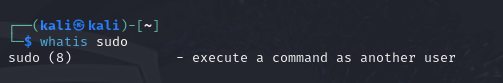 ┌──(kali㉿kali)-[~]
└─$ whatis sudo
sudo (8)             - execute a command as another user